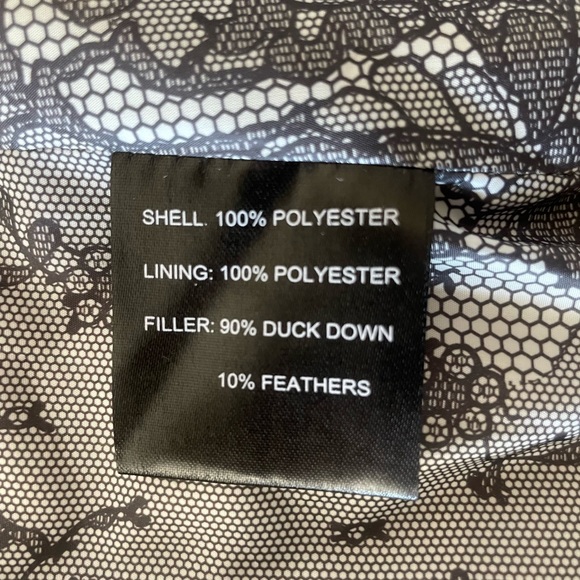 SHELL. 100% POLYESTER
LINING: 100% POLYESTER
FILLER: 90% DUCK DOWN
10% FEATHERS